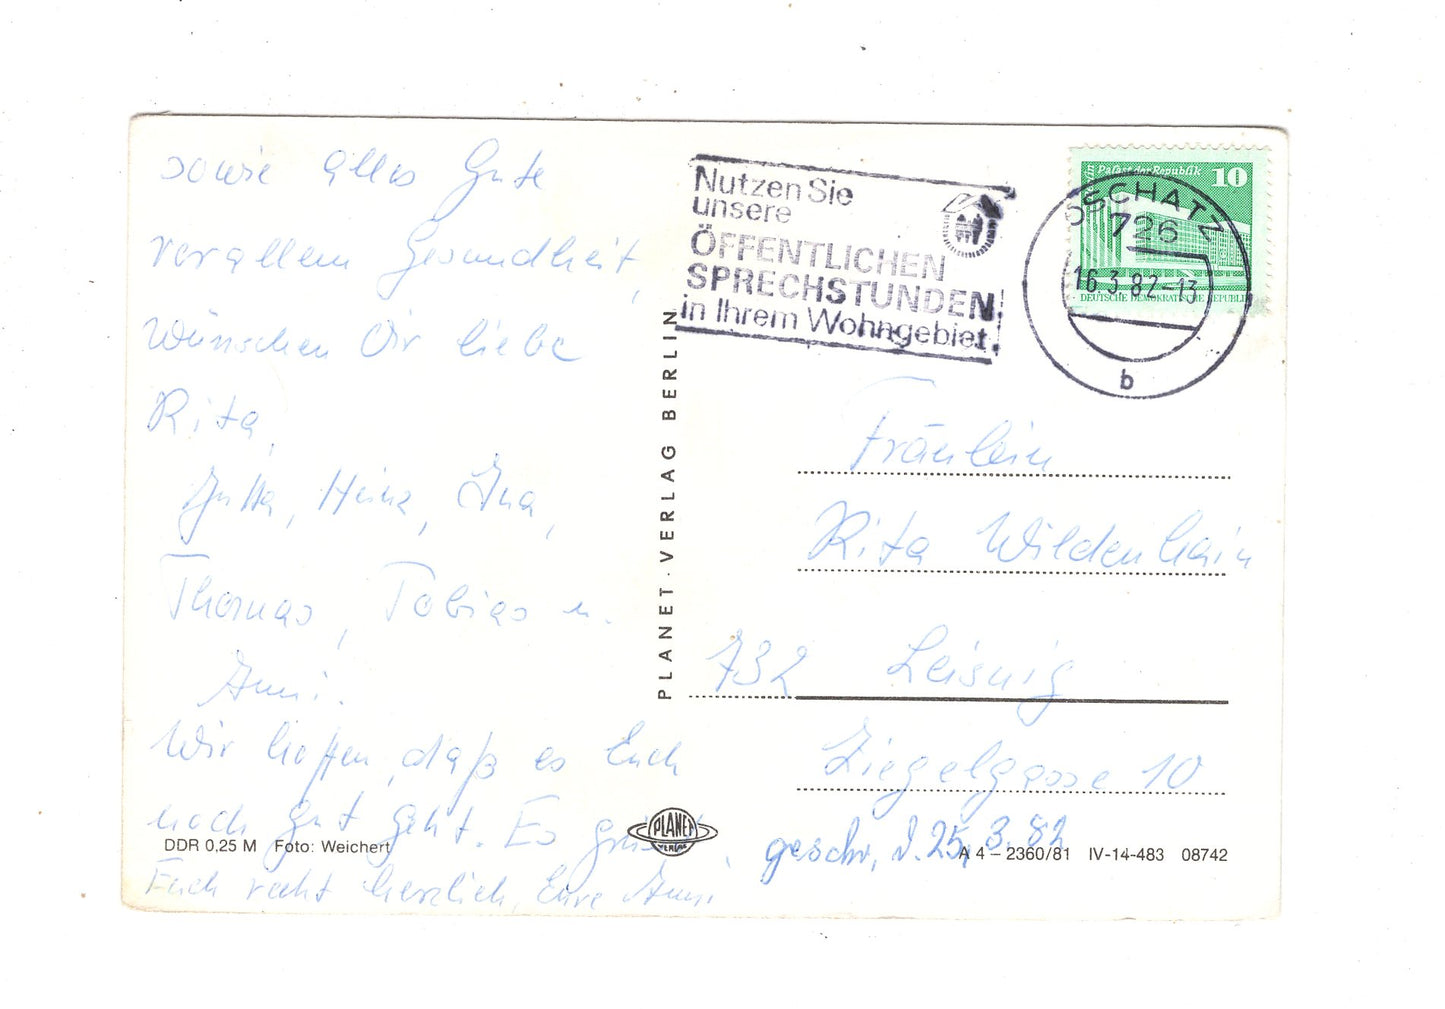 sowie alles Gute
vor allem Gesundheit,
wünschen Dir liebe
Rita,
Jutta, Heinz, Ina,
Thomas, Tobias u.
Anni.
Wir hoffen, daß es Euch
noch gut geht. Es grüßt
Euch recht herzlich, Eure Anni
DDR 0,25 M Foto: Weichert
PLANET-VERLAG BERLIN
PLANET
VERLAG
Nutzen Sie
unsere
ÖFFENTLICHEN
SPRECHSTUNDEN
in Ihrem Wohngebiet.
Palast der Republik 10
DDR
DEUTSCHE DEMOKRATISCHE REPUBLIK
OSCHATZ
726
16.3.82-13
b
Fräulein
Rita Wildenhain
732 Leisnig
Ziegelgasse 10
geschr. d. 25.3.82
A 4 – 2360/81 IV-14-483 08742